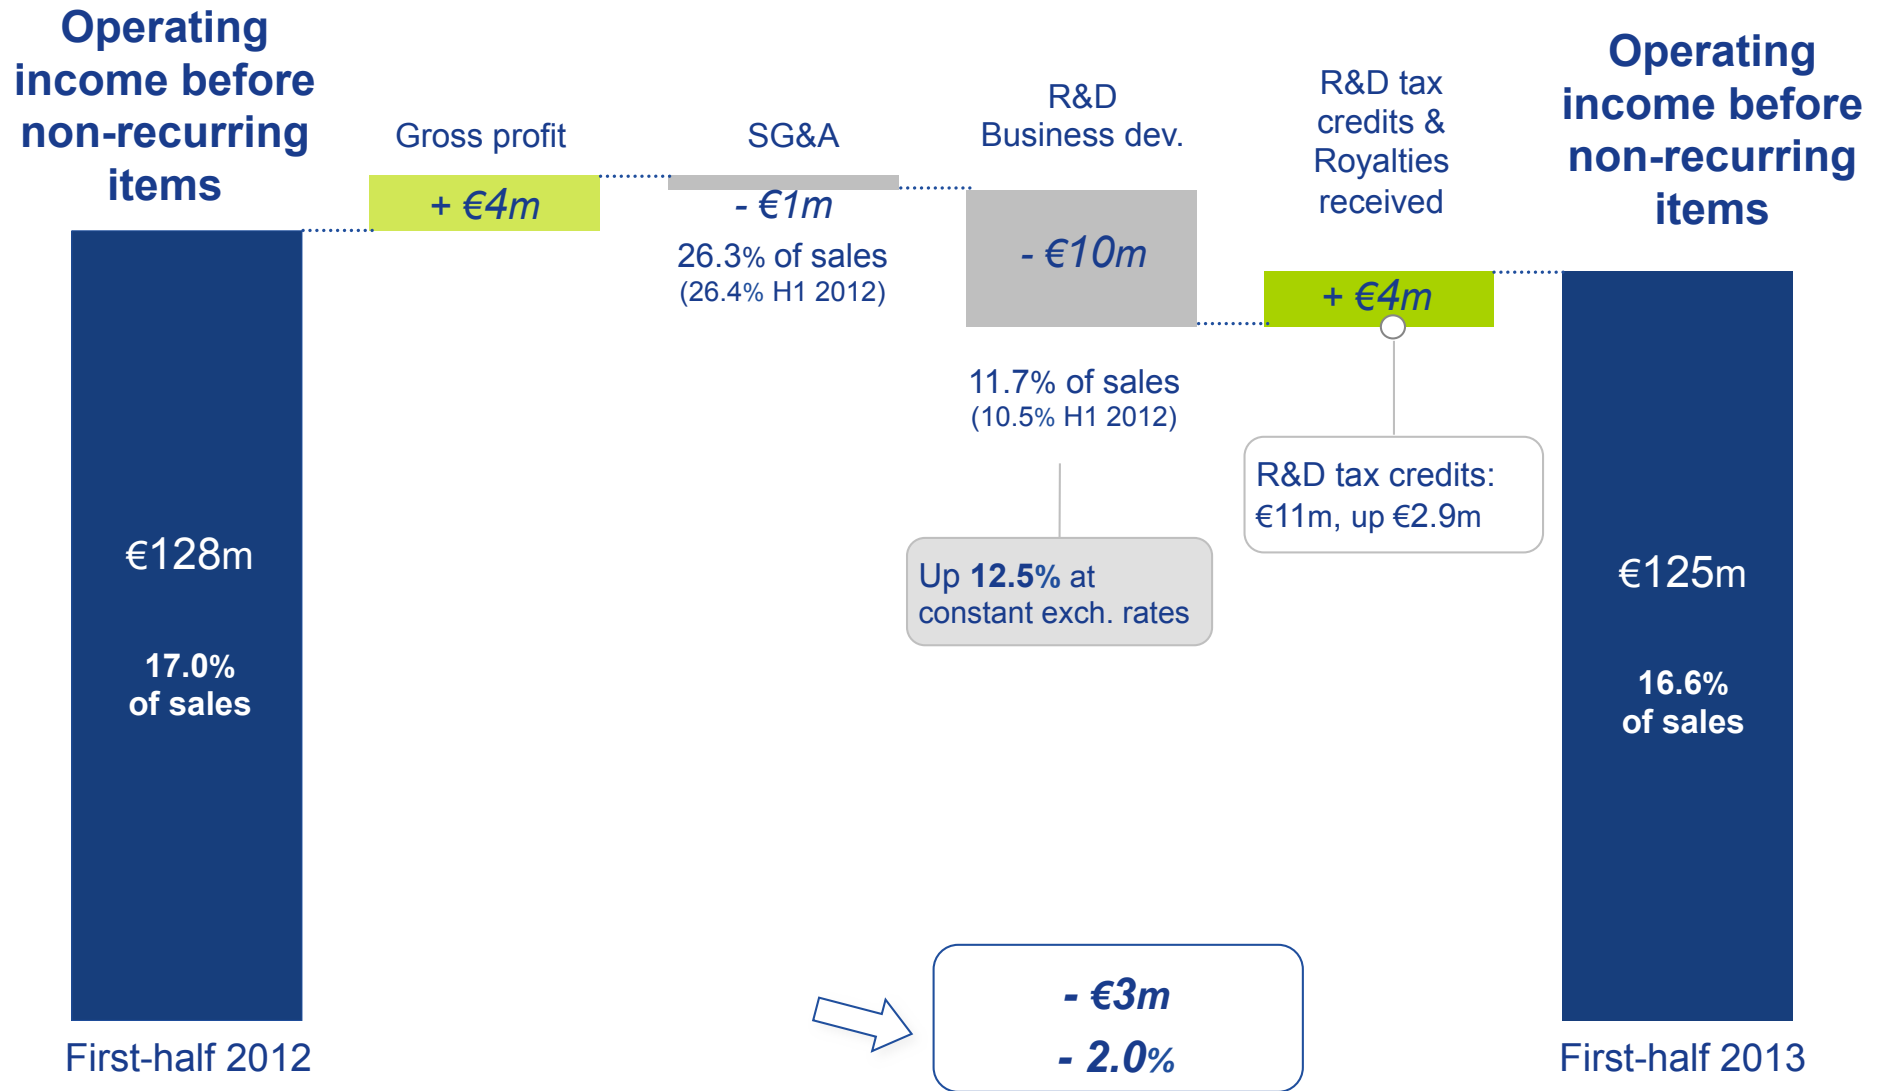 Operating
income before
non-recurring
items
Gross profit
SG&A
R&D
Business dev.
R&D tax
credits &
Royalties
received
Operating
income before
non-recurring
items
+ €4m
- €1m
26.3% of sales
(26.4% H1 2012)
- €10m
11.7% of sales
(10.5% H1 2012)
Up 12.5% at
constant exch. rates
+ €4m
R&D tax credits:
€11m, up €2.9m
€128m
17.0%
of sales
€125m
16.6%
of sales
- €3m
- 2.0%
First-half 2012
First-half 2013